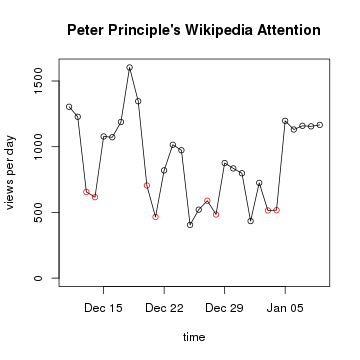 Peter Principle's Wikipedia Attention
views per day
1500
1000
500
0
Dec 15 Dec 22 Dec 29 Jan 05
time